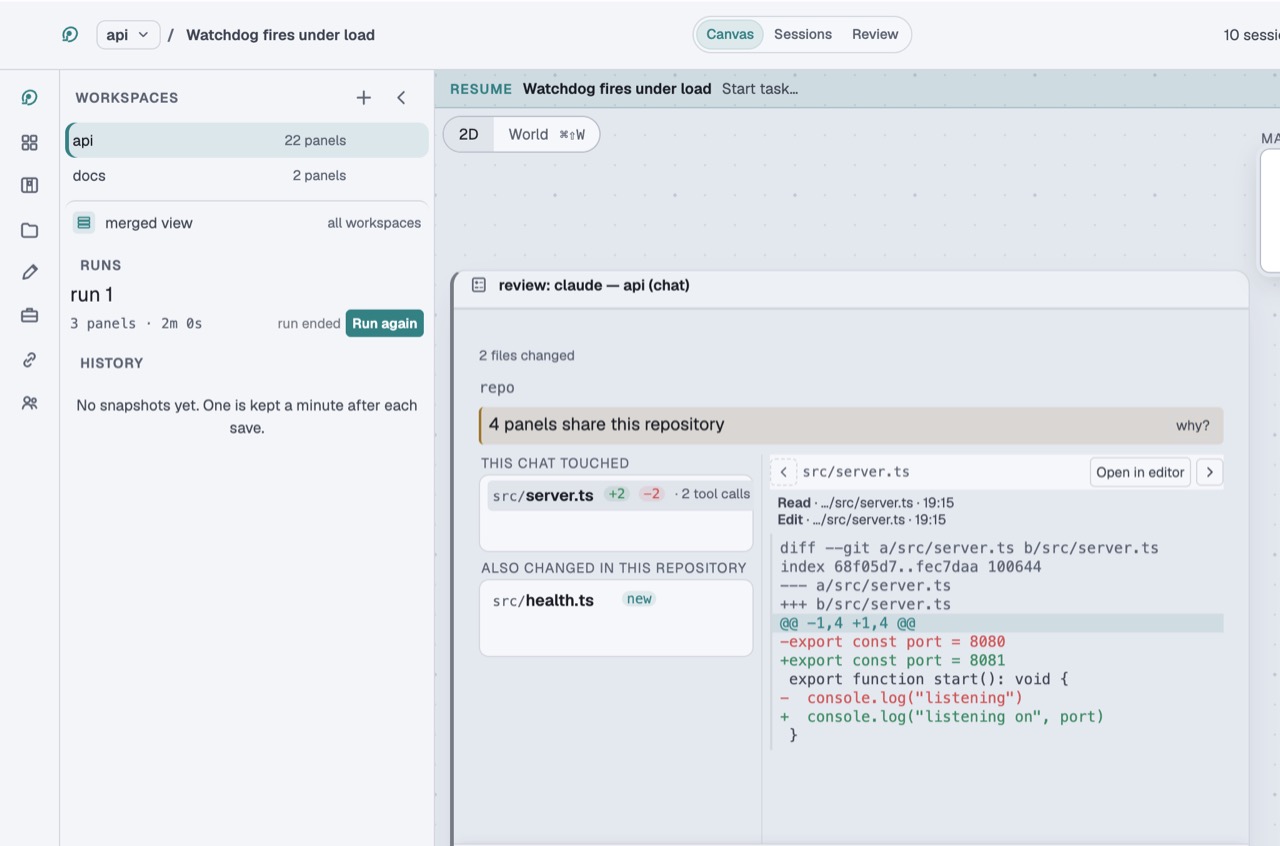 api / Watchdog fires under load
Canvas Sessions Review
10 sessi
WORKSPACES
api 22 panels
docs 2 panels
merged view all workspaces
RUNS
run 1
3 panels · 2m 0s run ended Run again
HISTORY
No snapshots yet. One is kept a minute after each
save.
RESUME Watchdog fires under load Start task…
2D World ⌘⇧W
MA
review: claude — api (chat)
2 files changed
repo
4 panels share this repository why?
THIS CHAT TOUCHED
src/server.ts +2 −2 · 2 tool calls
ALSO CHANGED IN THIS REPOSITORY
src/health.ts new
src/server.ts Open in editor
Read · …/src/server.ts · 19:15
Edit · …/src/server.ts · 19:15
diff --git a/src/server.ts b/src/server.ts
index 68f05d7..fec7daa 100644
--- a/src/server.ts
+++ b/src/server.ts
@@ -1,4 +1,4 @@
-export const port = 8080
+export const port = 8081
 export function start(): void {
-  console.log("listening")
+  console.log("listening on", port)
 }